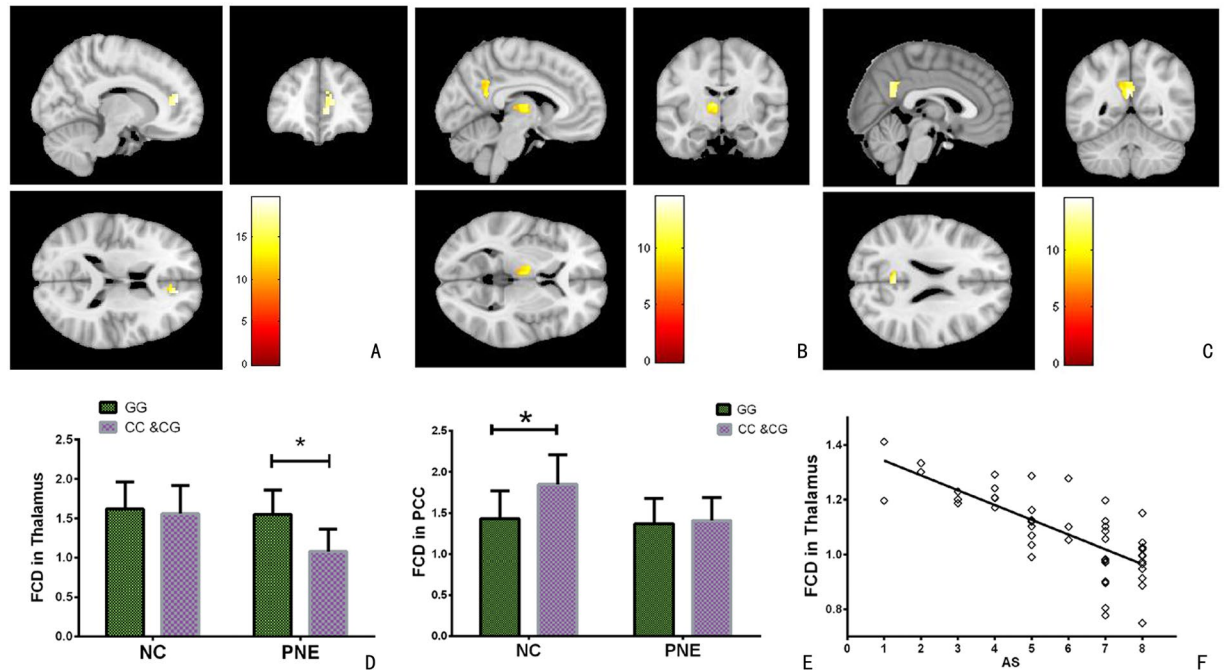 15
10
5
0
A
10
5
0
B
10
5
0
C
GG
CC &CG
FCD in Thalamus
2.5
2.0
1.5
1.0
0.5
0.0
*
NC
PNE
D
GG
CC &CG
FCD in PCC
2.5
2.0
1.5
1.0
0.5
0.0
*
NC
PNE
E
FCD in Thalamus
1.4
1.2
1.0
0.8
0 1 2 3 4 5 6 7 8
AS
F